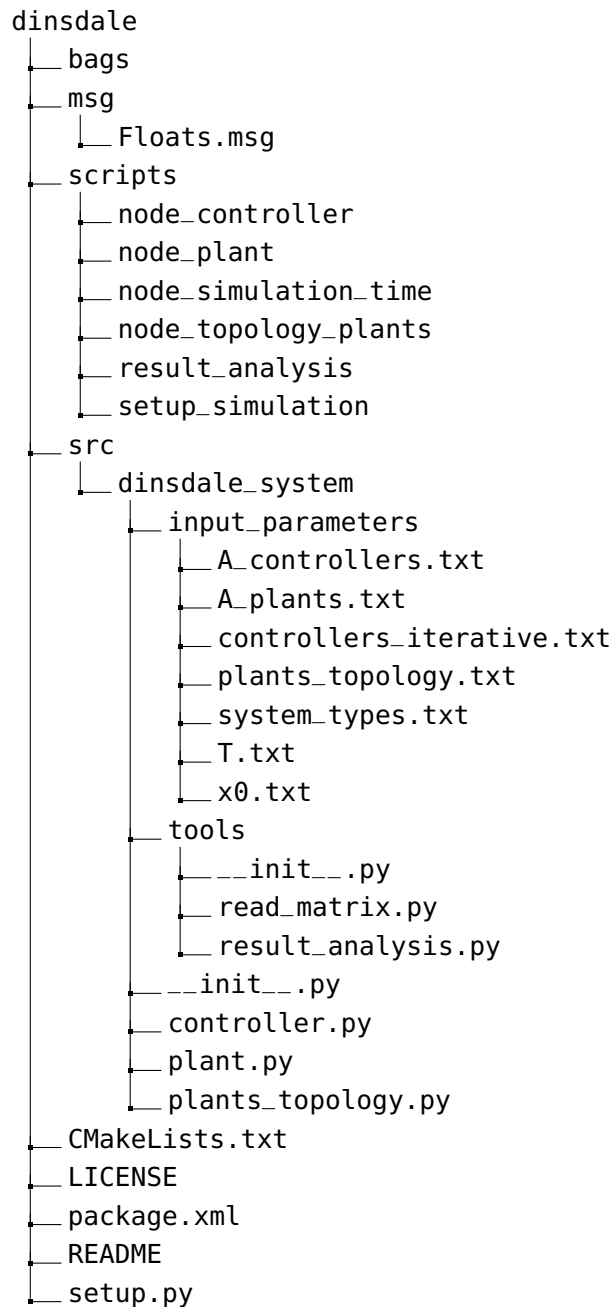 dinsdale
bags
msg
Floats.msg
scripts
node_controller
node_plant
node_simulation_time
node_topology_plants
result_analysis
setup_simulation
src
dinsdale_system
input_parameters
A_controllers.txt
A_plants.txt
controllers_iterative.txt
plants_topology.txt
system_types.txt
T.txt
x0.txt
tools
__init__.py
read_matrix.py
result_analysis.py
__init__.py
controller.py
plant.py
plants_topology.py
CMakeLists.txt
LICENSE
package.xml
README
setup.py